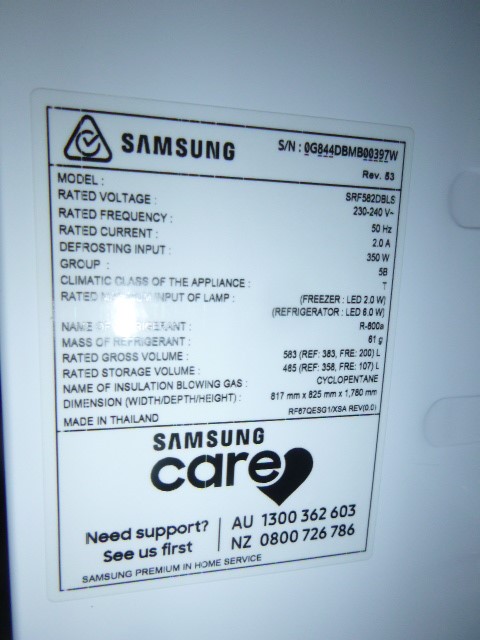 SAMSUNG
S/N : 0G844DBMB00397W
Rev. 53
MODEL : SRF582DBLS
RATED VOLTAGE : 230-240 V~
RATED FREQUENCY : 50 Hz
RATED CURRENT : 2.0 A
DEFROSTING INPUT : 350 W
GROUP : 5B
CLIMATIC CLASS OF THE APPLIANCE : T
RATED INPUT OF LAMP : (FREEZER : LED 2.0 W)
(REFRIGERATOR : LED 6.0 W)
NAME OF REFRIGERANT : R-600a
MASS OF REFRIGERANT : 61 g
RATED GROSS VOLUME : 583 (REF: 383, FRE: 200) L
RATED STORAGE VOLUME : 465 (REF: 358, FRE: 107) L
NAME OF INSULATION BLOWING GAS : CYCLOPENTANE
DIMENSION (WIDTH/DEPTH/HEIGHT) : 817 mm x 825 mm x 1,780 mm
MADE IN THAILAND RF67QESG1/XSA REV(0.0)
SAMSUNG
care
Need support? AU 1300 362 603
See us first NZ 0800 726 786
SAMSUNG PREMIUM IN HOME SERVICE